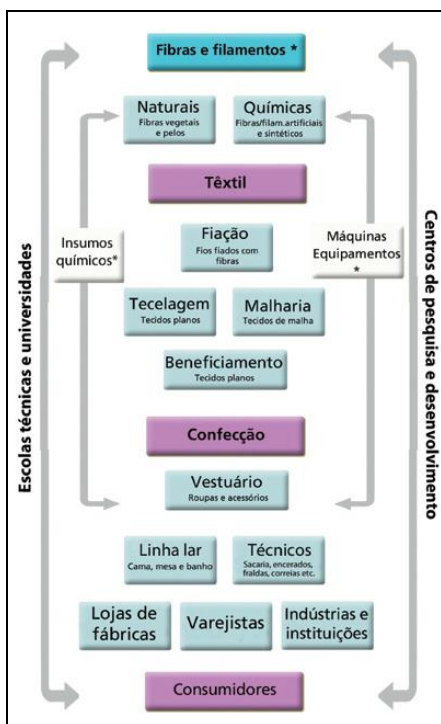 Fibras e filamentos *
Naturais
Fibras vegetais
e pelos
Químicas
Fibras/filam.artificiais
e sintéticos
Têxtil
Insumos
químicos*
Fiação
Fios fiados com
fibras
Máquinas
Equipamentos
*
Tecelagem
Tecidos planos
Malharia
Tecidos de malha
Beneficiamento
Tecidos planos
Confecção
Vestuário
Roupas e acessórios
Linha lar
Cama, mesa e banho
Técnicos
Sacaria, encerados,
fraldas, correias etc.
Lojas de
fábricas
Varejistas
Indústrias e
instituições
Consumidores
Escolas técnicas e universidades
Centros de pesquisa e desenvolvimento